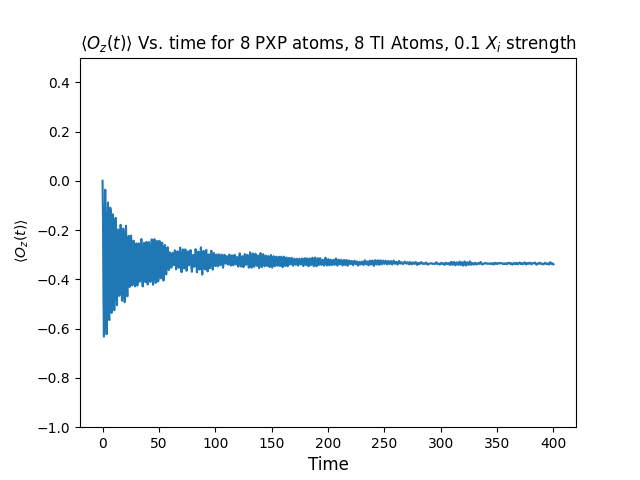 ⟨O_z(t)⟩ Vs. time for 8 PXP atoms, 8 TI Atoms, 0.1 X_i strength
0.4
0.2
0.0
−0.2
−0.4
−0.6
−0.8
−1.0
⟨O_z(t)⟩
0 50 100 150 200 250 300 350 400
Time